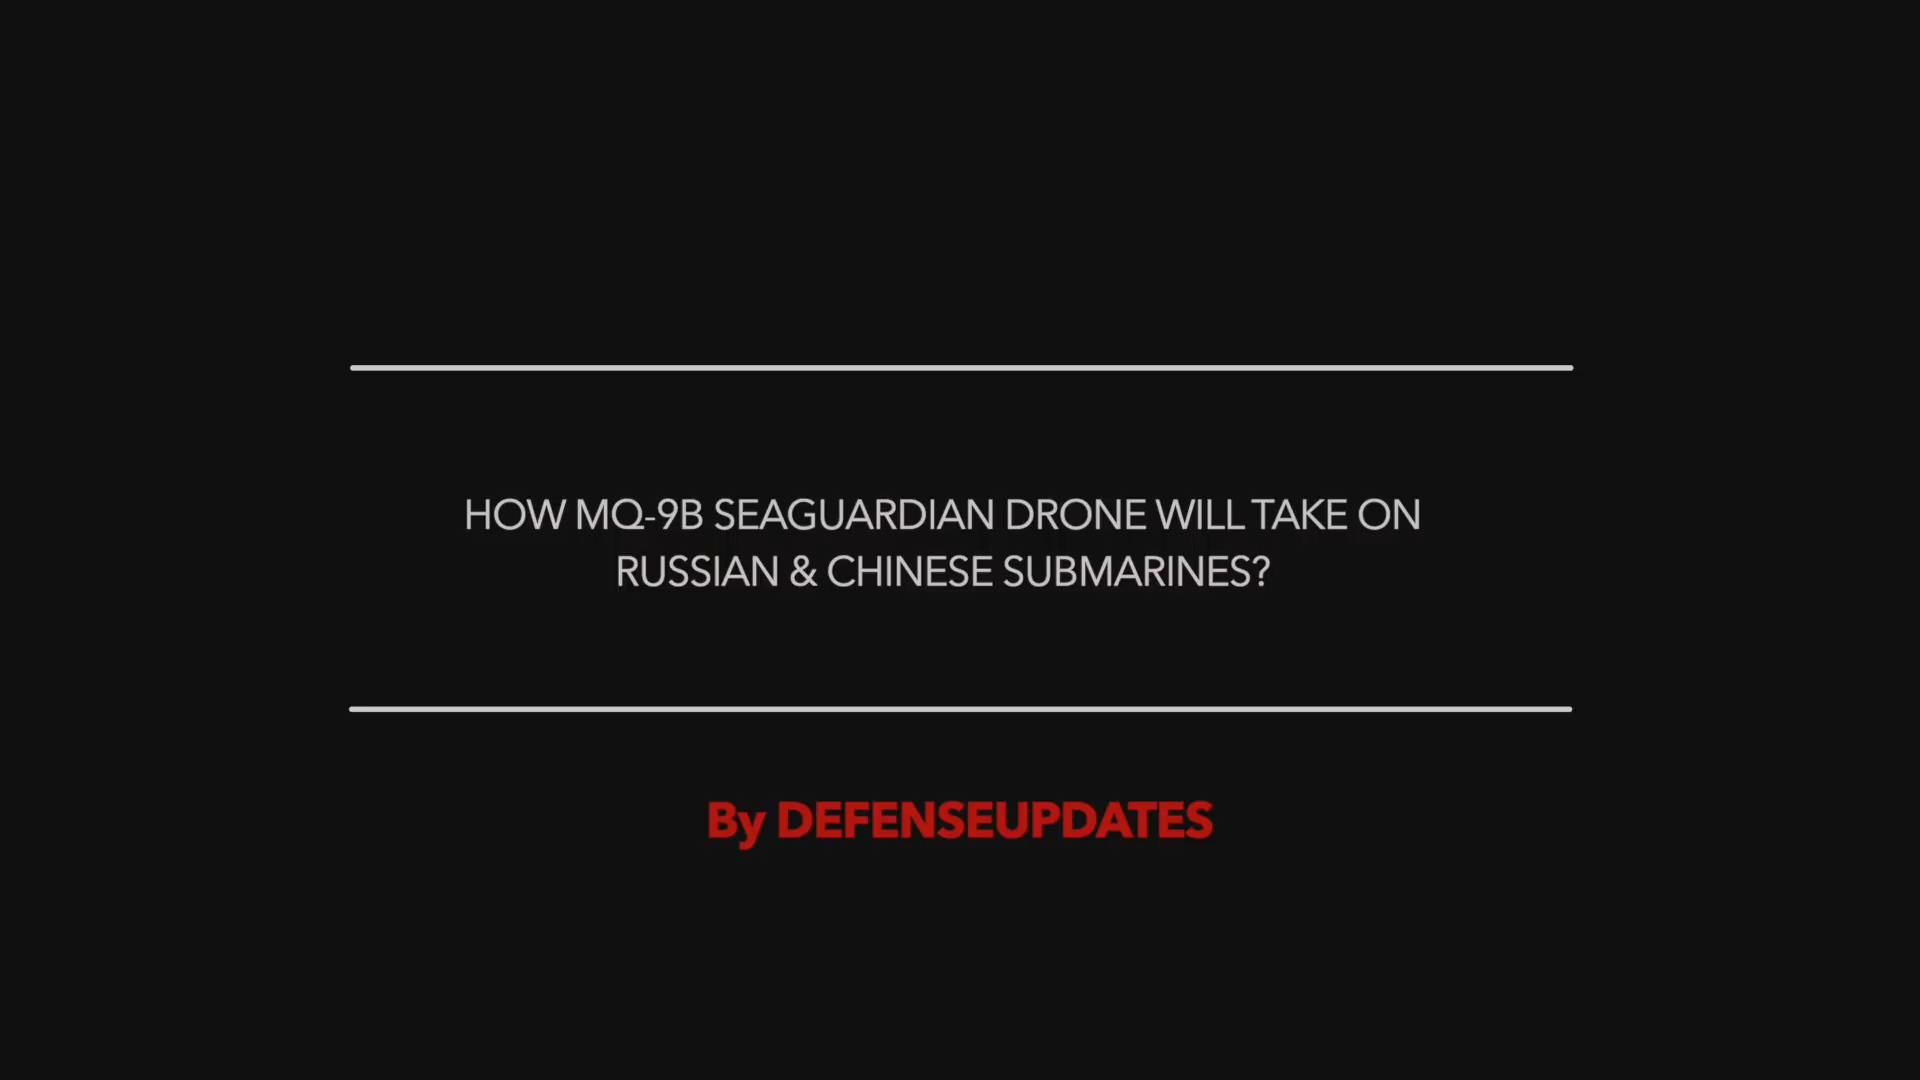 HOW MQ-9B SEAGUARDIAN DRONE WILL TAKE ON
RUSSIAN & CHINESE SUBMARINES?
By DEFENSEUPDATES